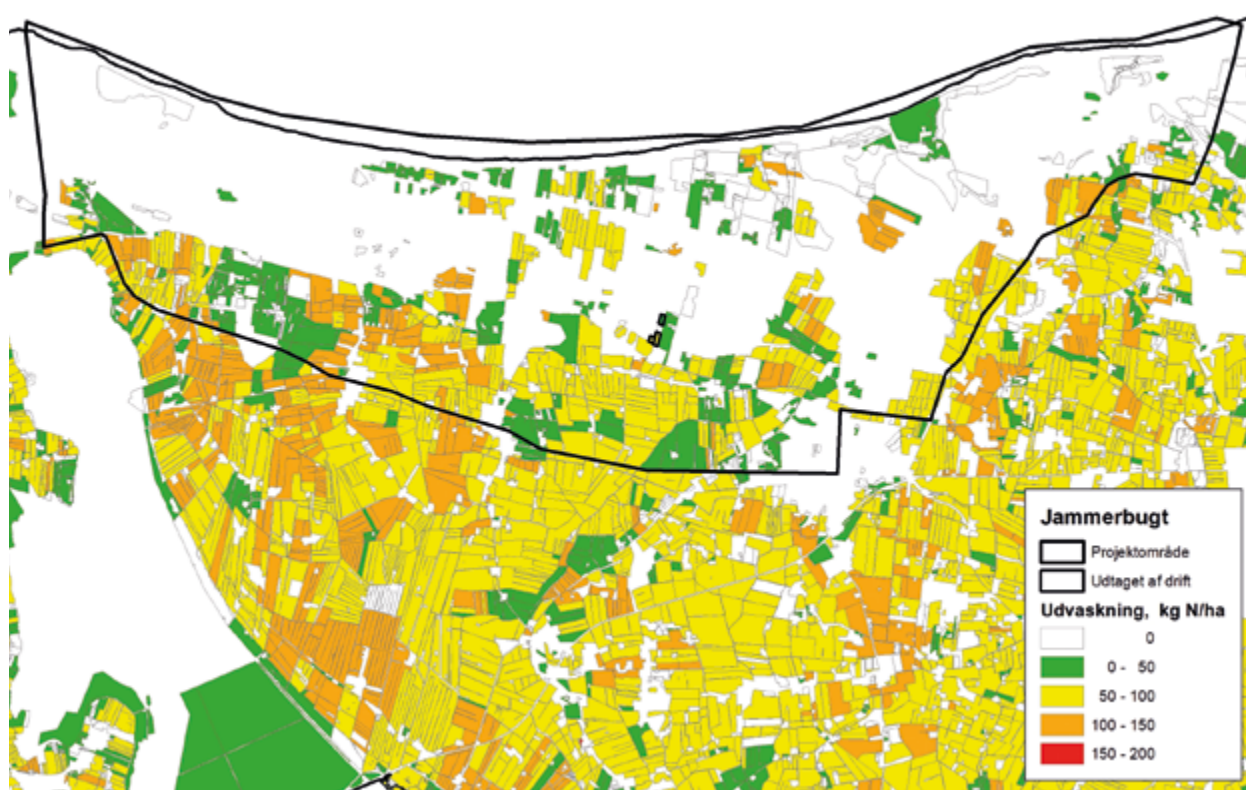 Jammerbugt
Projektområde
Udtaget af drift
Udvaskning, kg N/ha
0
0 - 50
50 - 100
100 - 150
150 - 200